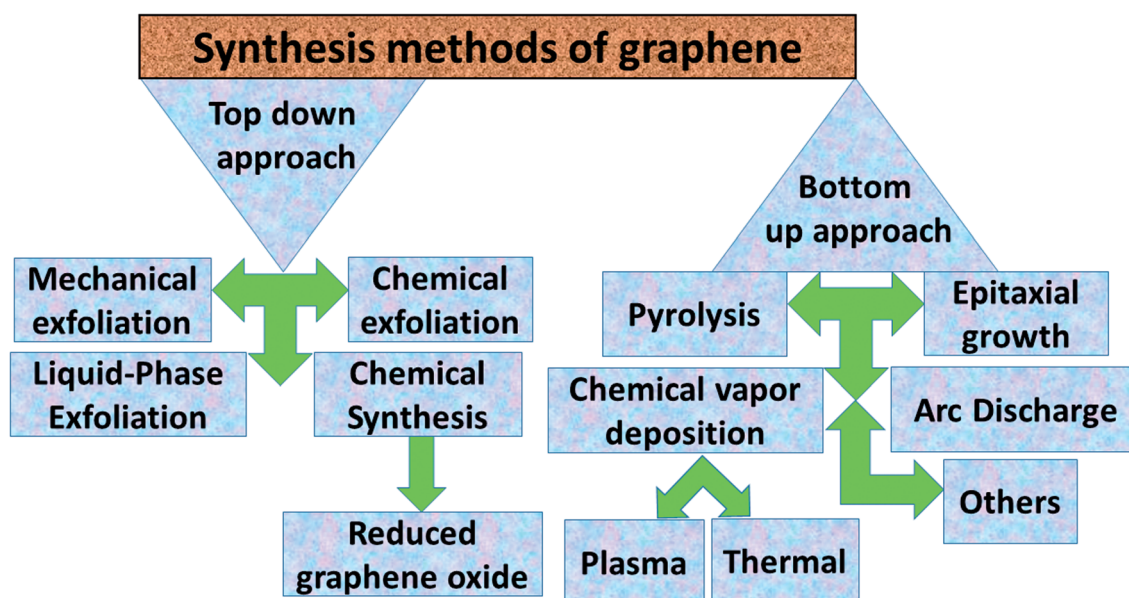 Synthesis methods of graphene
Top down
approach
Mechanical
exfoliation
Chemical
exfoliation
Liquid-Phase
Exfoliation
Chemical
Synthesis
Reduced
graphene oxide
Bottom
up approach
Pyrolysis
Epitaxial
growth
Chemical vapor
deposition
Arc Discharge
Others
Plasma
Thermal